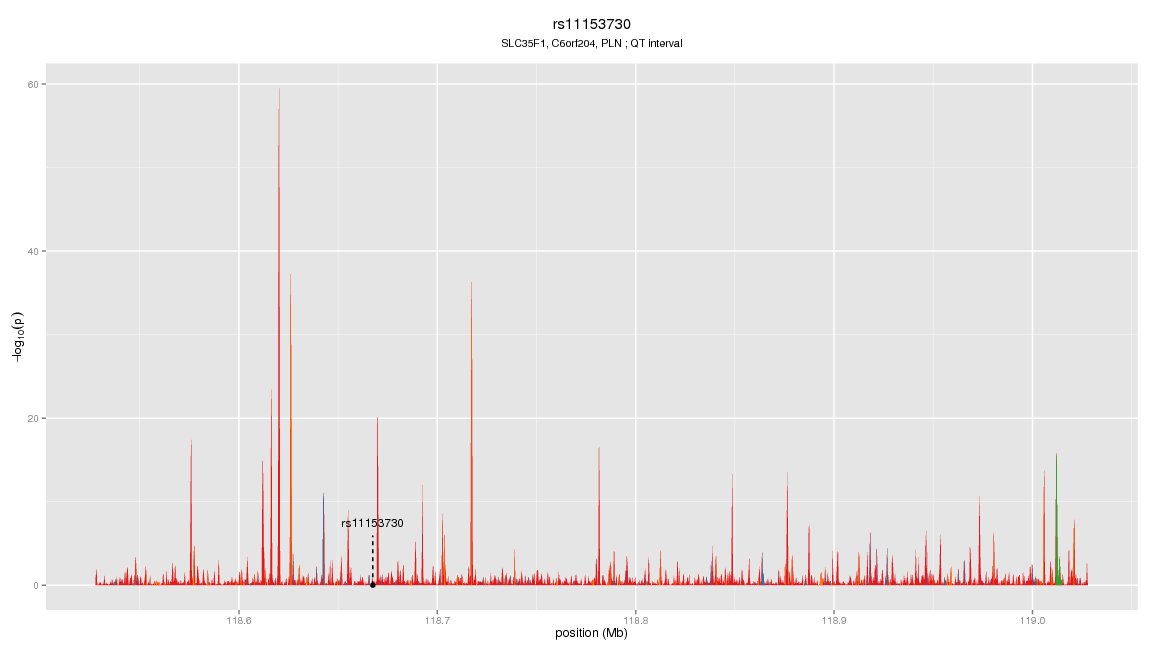 rs11153730
SLC35F1, C6orf204, PLN ; QT interval
60
40
20
0
-log10(p)
rs11153730
118.6 118.7 118.8 118.9 119.0
position (Mb)